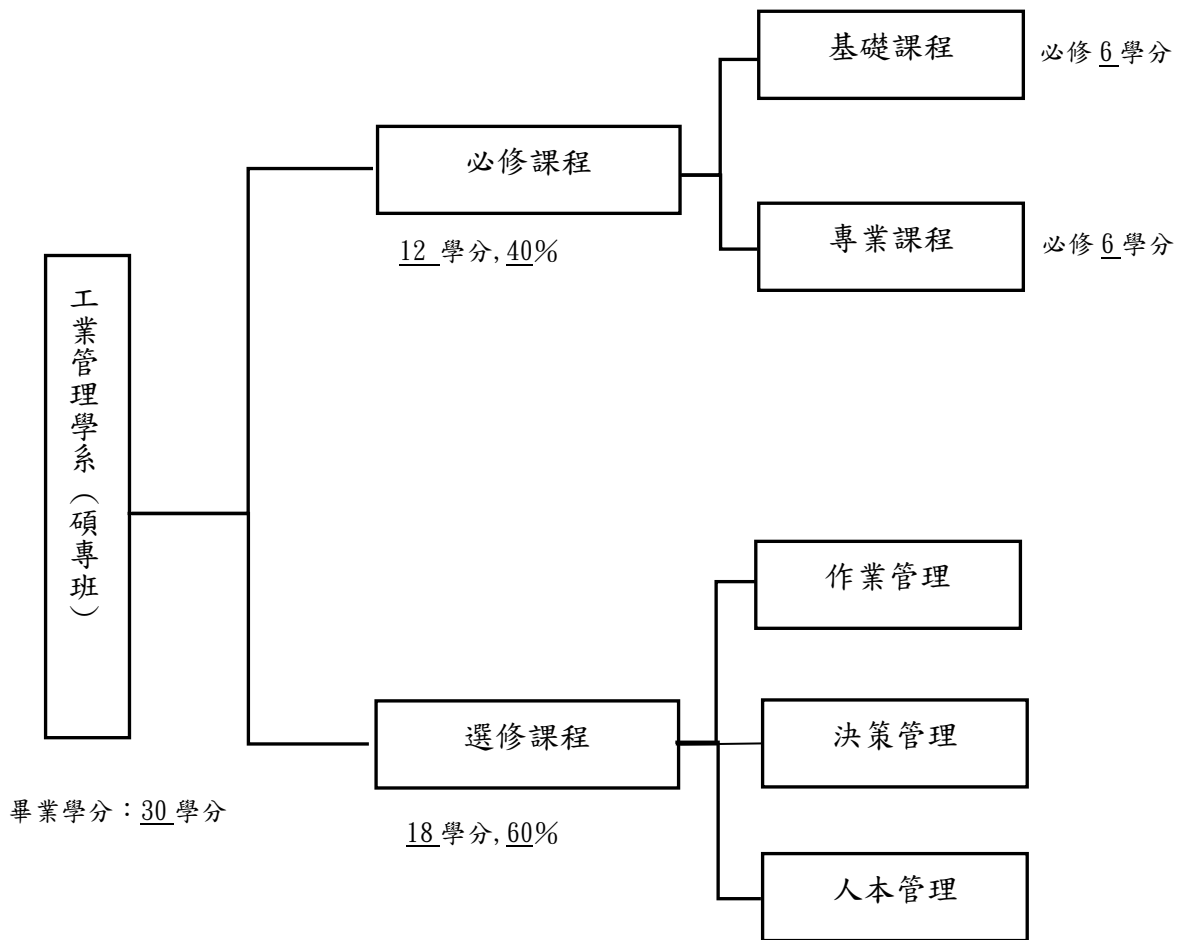 基礎課程
必修 6 學分
必修課程
12 學分, 40%
專業課程
必修 6 學分
工業管理學系（碩專班）
作業管理
選修課程
決策管理
畢業學分：30 學分
18 學分, 60%
人本管理